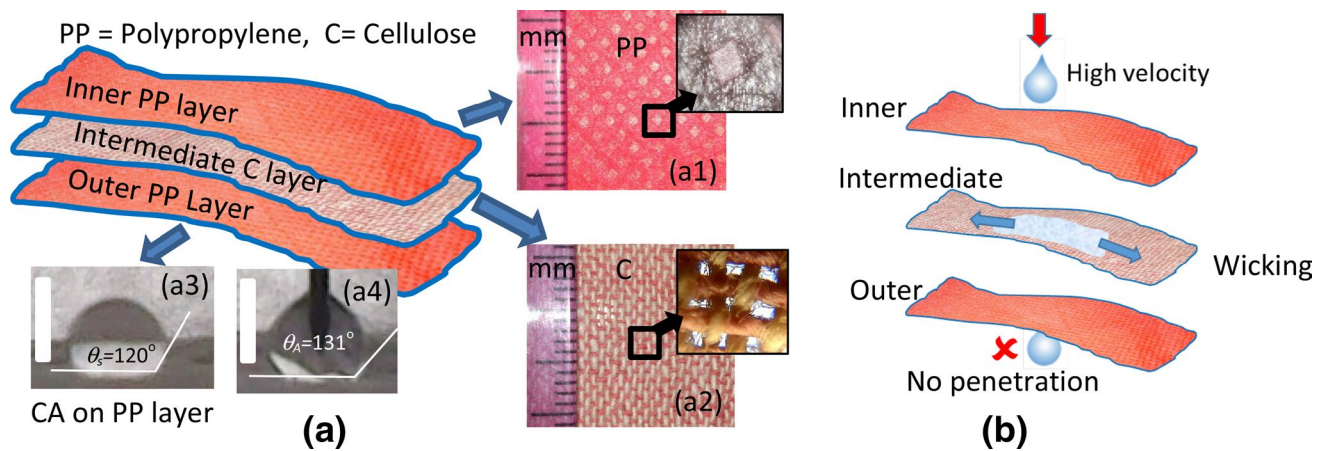 PP = Polypropylene, C= Cellulose
Inner PP layer
Intermediate C layer
Outer PP Layer
mm
PP
(a1)
mm
C
(a2)
(a3)
θs=120°
(a4)
θA=131°
CA on PP layer
(a)
High velocity
Inner
Intermediate
Wicking
Outer
No penetration
(b)